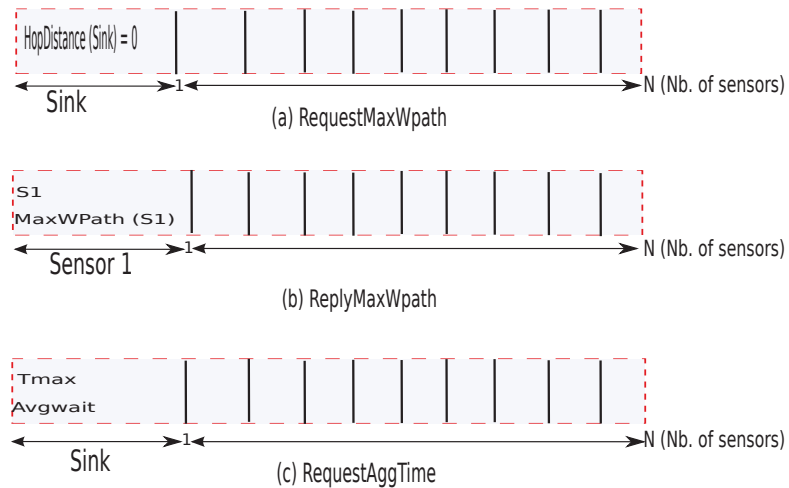 HopDistance (Sink) = 0
Sink
1
N (Nb. of sensors)
(a) RequestMaxWpath
S1
MaxWPath (S1)
Sensor 1
1
N (Nb. of sensors)
(b) ReplyMaxWpath
Tmax
Avgwait
Sink
1
N (Nb. of sensors)
(c) RequestAggTime